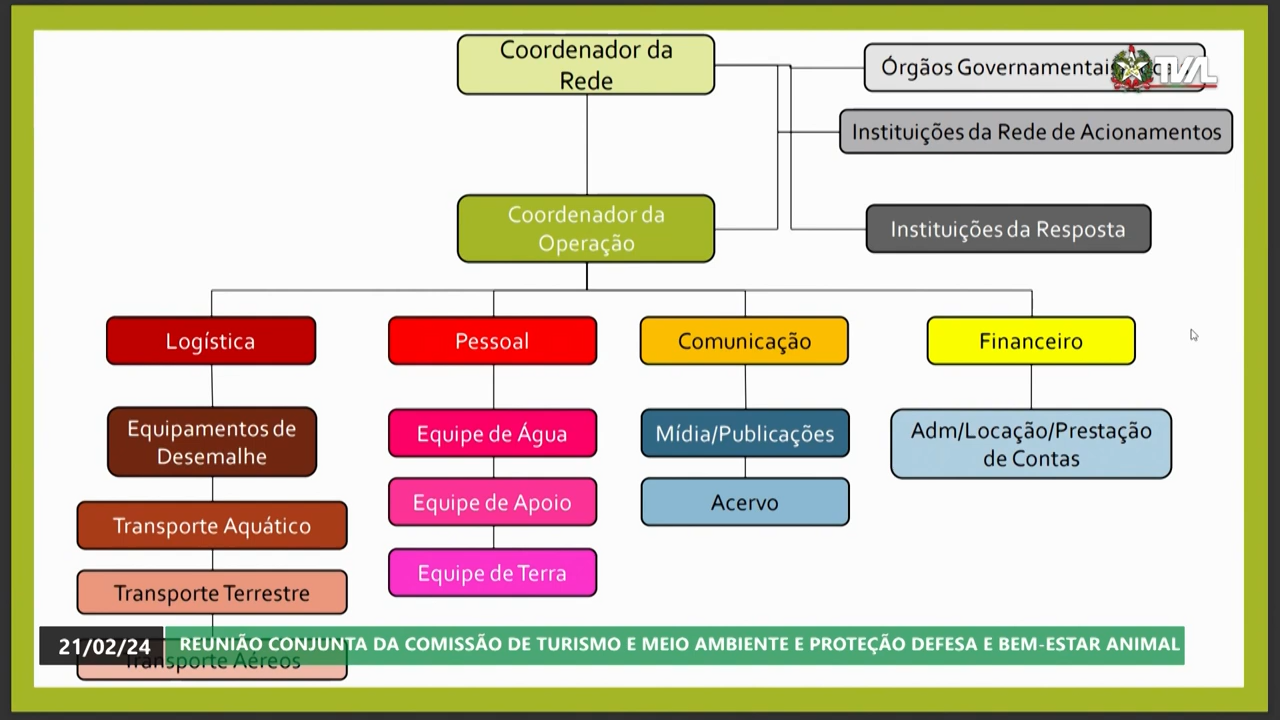 Coordenador da
Rede
Órgãos Governamentais
TVAL
Instituições da Rede de Acionamentos
Coordenador da
Operação
Instituições da Resposta
Logística
Pessoal
Comunicação
Financeiro
Equipamentos de
Desemalhe
Equipe de Água
Mídia/Publicações
Adm/Locação/Prestação
de Contas
Transporte Aquático
Equipe de Apoio
Acervo
Transporte Terrestre
Equipe de Terra
21/02/24
REUNIÃO CONJUNTA DA COMISSÃO DE TURISMO E MEIO AMBIENTE E PROTEÇÃO DEFESA E BEM-ESTAR ANIMAL
Transporte Aéreos